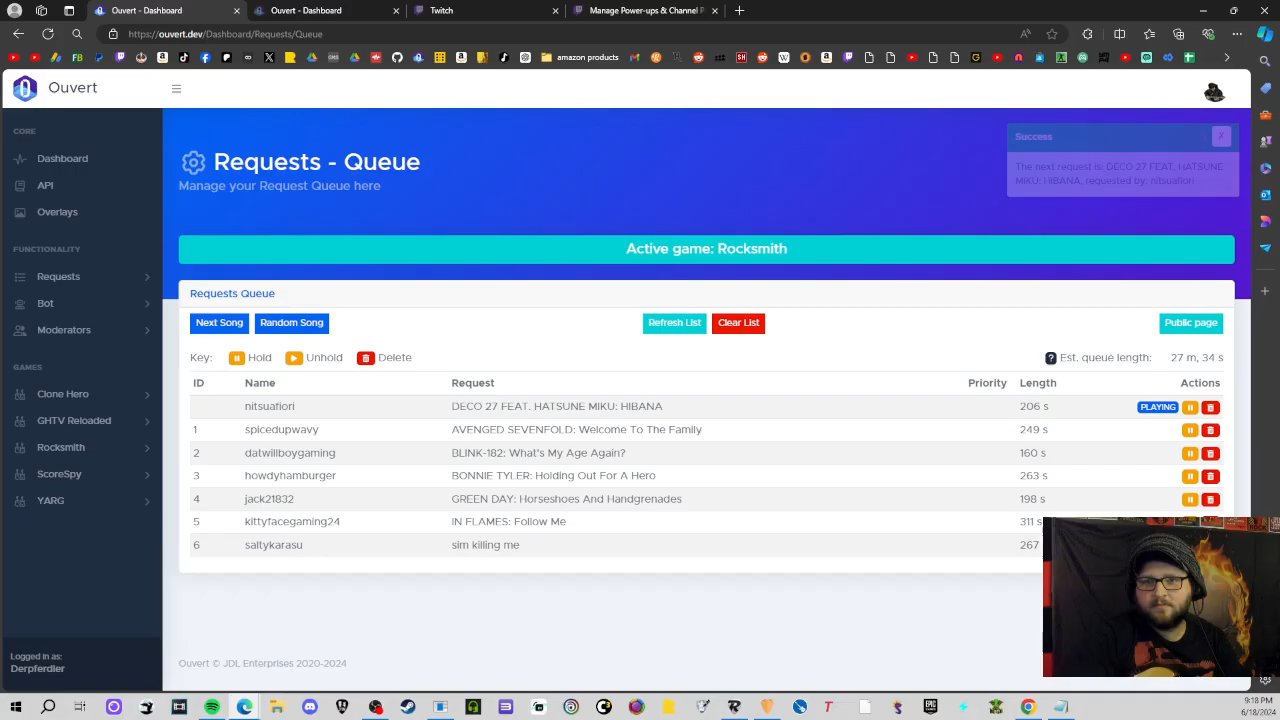 Ouvert - Dashboard
Ouvert - Dashboard
Twitch
Manage Power-ups & Channel P
https://ouvert.dev/Dashboard/Requests/Queue
amazon products
Ouvert
CORE
Dashboard
API
Overlays
FUNCTIONALITY
Requests
Bot
Moderators
GAMES
Clone Hero
GHTV Reloaded
Rocksmith
ScoreSpy
YARG
Logged in as:
Derpferdler
Requests - Queue
Manage your Request Queue here
Success
X
The next request is: DECO 27 FEAT. HATSUNE
MIKU: HIBANA, requested by: nitsuafiori
Active game: Rocksmith
Requests Queue
Next Song Random Song Refresh List Clear List Public page
Key: Hold Unhold Delete ? Est. queue length: 27 m, 34 s
ID Name Request Priority Length Actions
nitsuafiori DECO 27 FEAT. HATSUNE MIKU: HIBANA 206 s PLAYING
1 spicedupwavy AVENGED SEVENFOLD: Welcome To The Family 249 s
2 datwillboygaming BLINK-182: What's My Age Again? 160 s
3 howdyhamburger BONNIE TYLER: Holding Out For A Hero 263 s
4 jack21832 GREEN DAY: Horseshoes And Handgrenades 198 s
5 kittyfacegaming24 IN FLAMES: Follow Me 311 s
6 saltykarasu sim killing me 267
Ouvert © JDL Enterprises 2020-2024
9:18 PM
6/18/2024